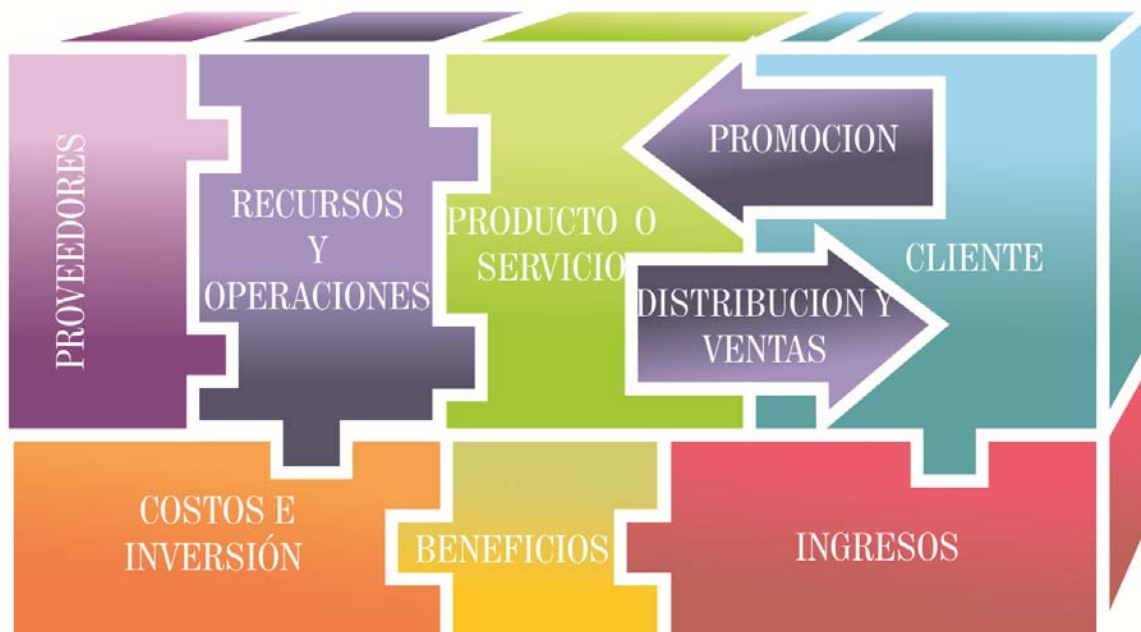 PROVEEDORES
RECURSOS
Y
OPERACIONES
PRODUCTO O
SERVICIO
PROMOCION
DISTRIBUCION Y
VENTAS
CLIENTE
COSTOS E
INVERSIÓN
BENEFICIOS
INGRESOS